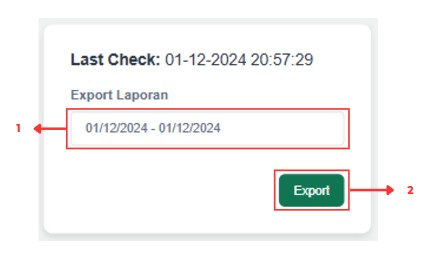 Last Check: 01-12-2024 20:57:29
Export Laporan
1
01/12/2024 - 01/12/2024
Export
2